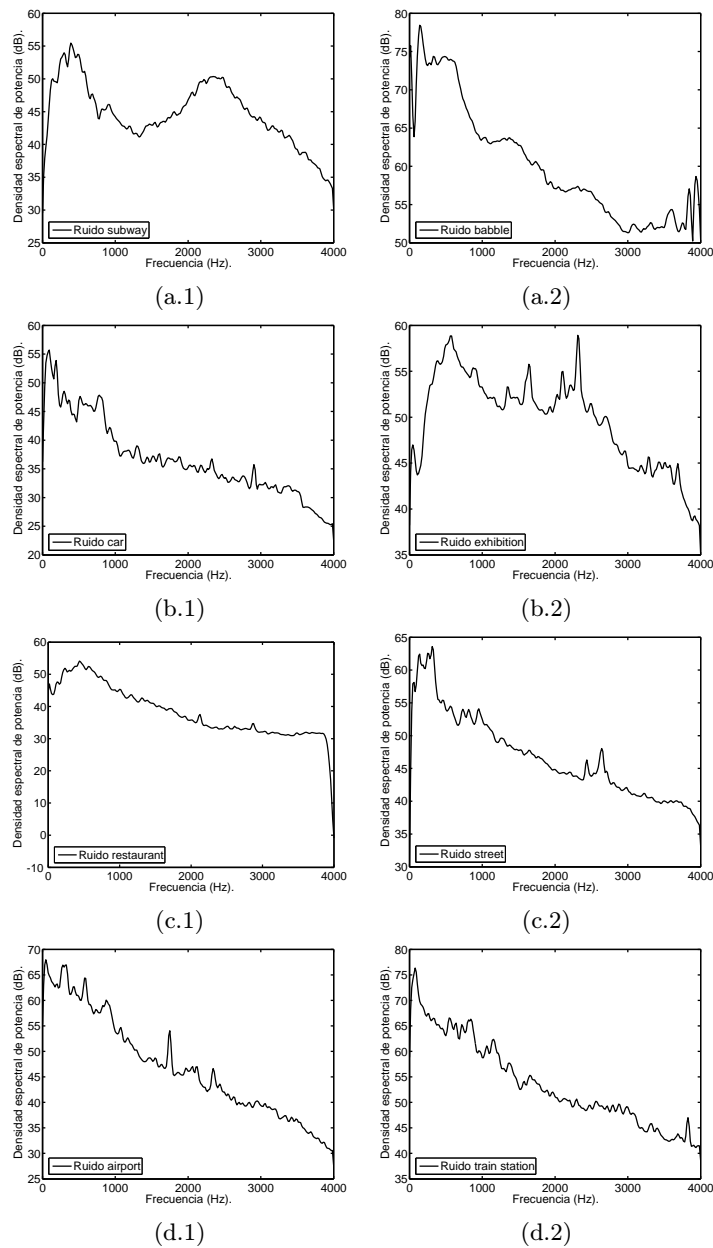 60
55
50
45
40
35
30
25
Densidad espectral de potencia (dB).
Ruido subway
0 1000 2000 3000 4000
Frecuencia (Hz).
(a.1)
80
75
70
65
60
55
50
Densidad espectral de potencia (dB).
Ruido babble
0 1000 2000 3000 4000
Frecuencia (Hz).
(a.2)
60
55
50
45
40
35
30
25
20
Densidad espectral de potencia (dB).
Ruido car
0 1000 2000 3000 4000
Frecuencia (Hz).
(b.1)
60
55
50
45
40
35
Densidad espectral de potencia (dB).
Ruido exhibition
0 1000 2000 3000 4000
Frecuencia (Hz).
(b.2)
60
50
40
30
20
10
0
-10
Densidad espectral de potencia (dB).
Ruido restaurant
0 1000 2000 3000 4000
Frecuencia (Hz).
(c.1)
65
60
55
50
45
40
35
30
Densidad espectral de potencia (dB).
Ruido street
0 1000 2000 3000 4000
Frecuencia (Hz).
(c.2)
70
65
60
55
50
45
40
35
30
25
Densidad espectral de potencia (dB).
Ruido airport
0 1000 2000 3000 4000
Frecuencia (Hz).
(d.1)
80
75
70
65
60
55
50
45
40
35
Densidad espectral de potencia (dB).
Ruido train station
0 1000 2000 3000 4000
Frecuencia (Hz).
(d.2)